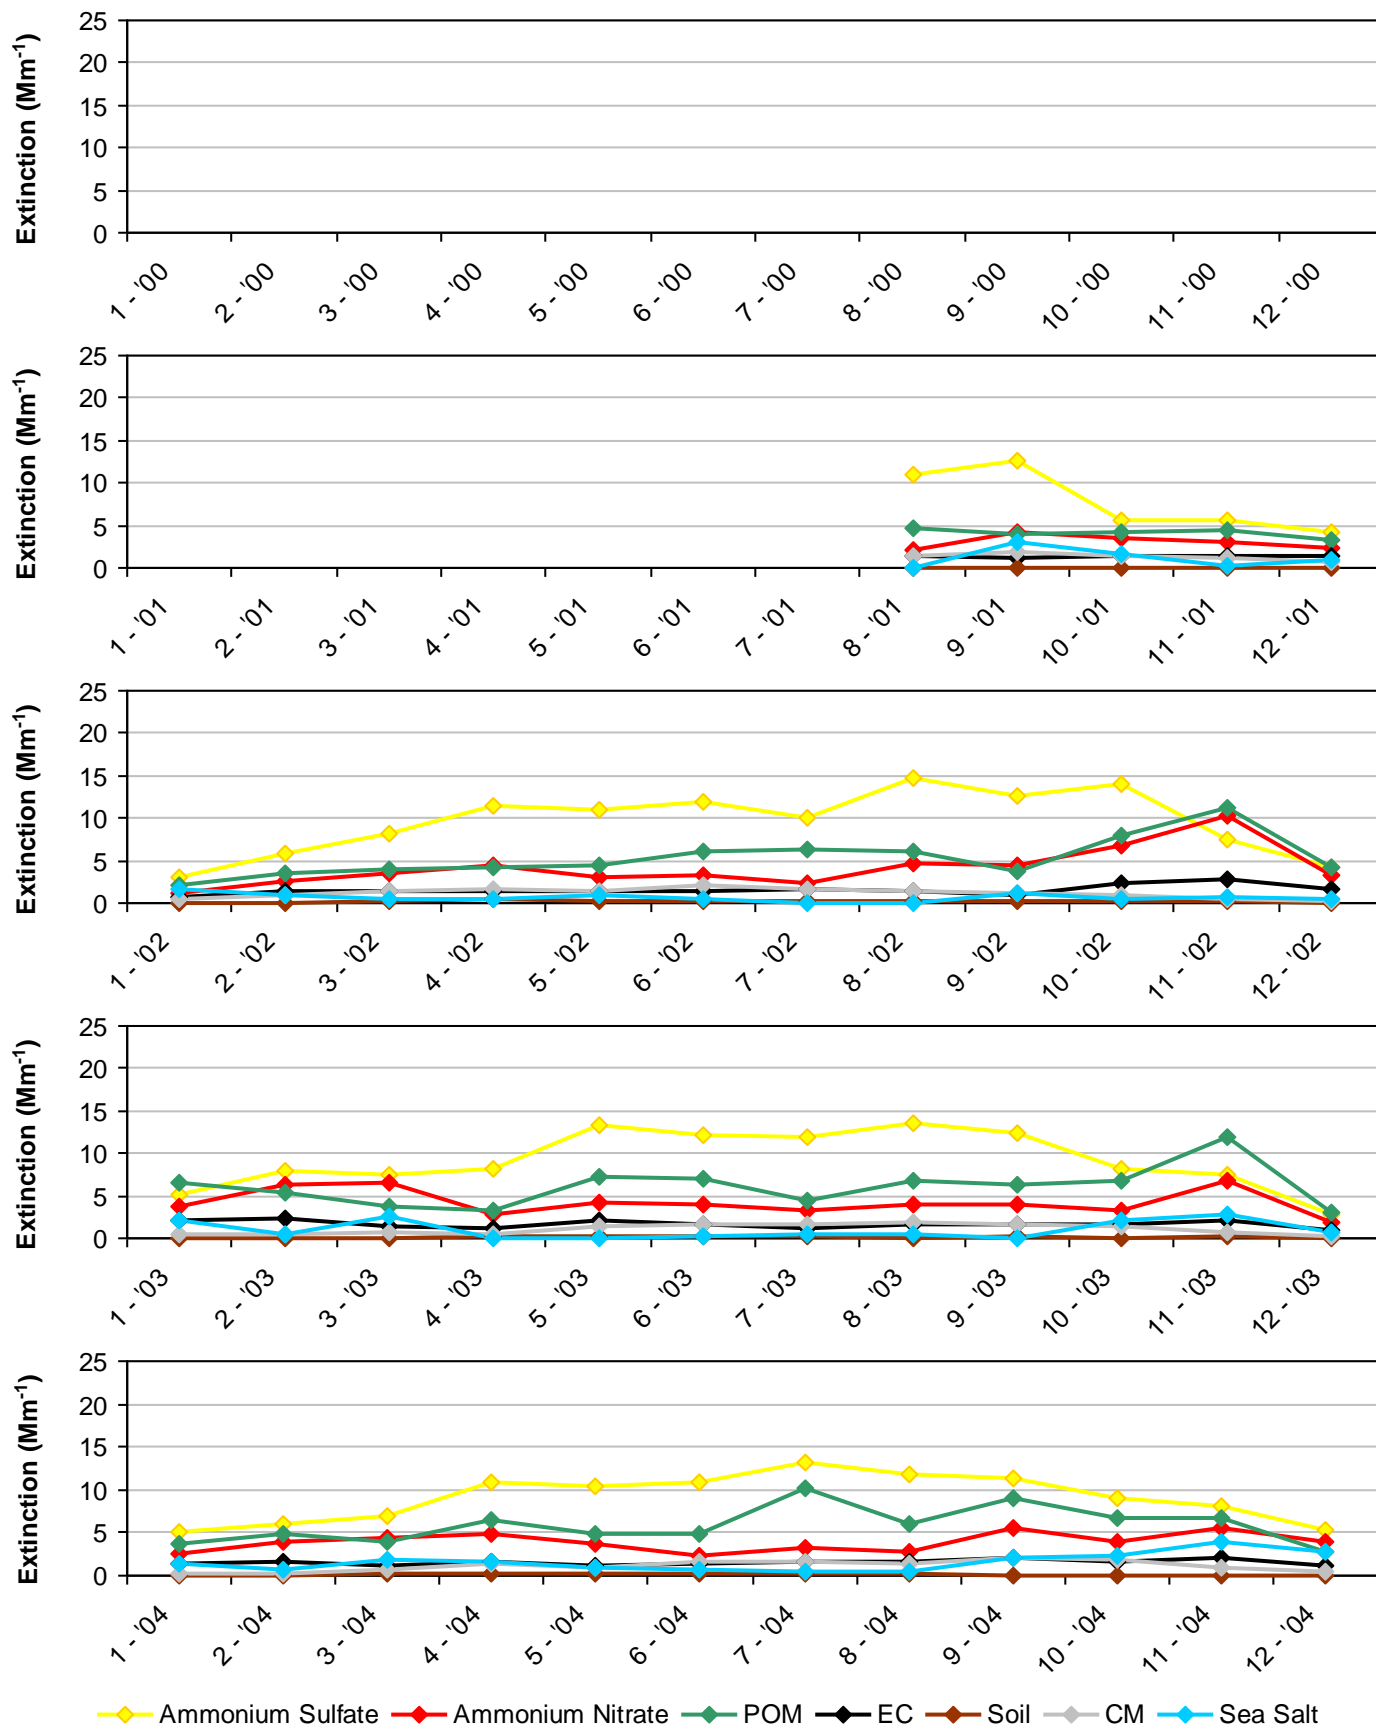 Extinction (Mm-1)
25
20
15
10
5
0
1 - '00 2 - '00 3 - '00 4 - '00 5 - '00 6 - '00 7 - '00 8 - '00 9 - '00 10 - '00 11 - '00 12 - '00
Extinction (Mm-1)
25
20
15
10
5
0
1 - '01 2 - '01 3 - '01 4 - '01 5 - '01 6 - '01 7 - '01 8 - '01 9 - '01 10 - '01 11 - '01 12 - '01
Extinction (Mm-1)
25
20
15
10
5
0
1 - '02 2 - '02 3 - '02 4 - '02 5 - '02 6 - '02 7 - '02 8 - '02 9 - '02 10 - '02 11 - '02 12 - '02
Extinction (Mm-1)
25
20
15
10
5
0
1 - '03 2 - '03 3 - '03 4 - '03 5 - '03 6 - '03 7 - '03 8 - '03 9 - '03 10 - '03 11 - '03 12 - '03
Extinction (Mm-1)
25
20
15
10
5
0
1 - '04 2 - '04 3 - '04 4 - '04 5 - '04 6 - '04 7 - '04 8 - '04 9 - '04 10 - '04 11 - '04 12 - '04
Ammonium Sulfate Ammonium Nitrate POM EC Soil CM Sea Salt